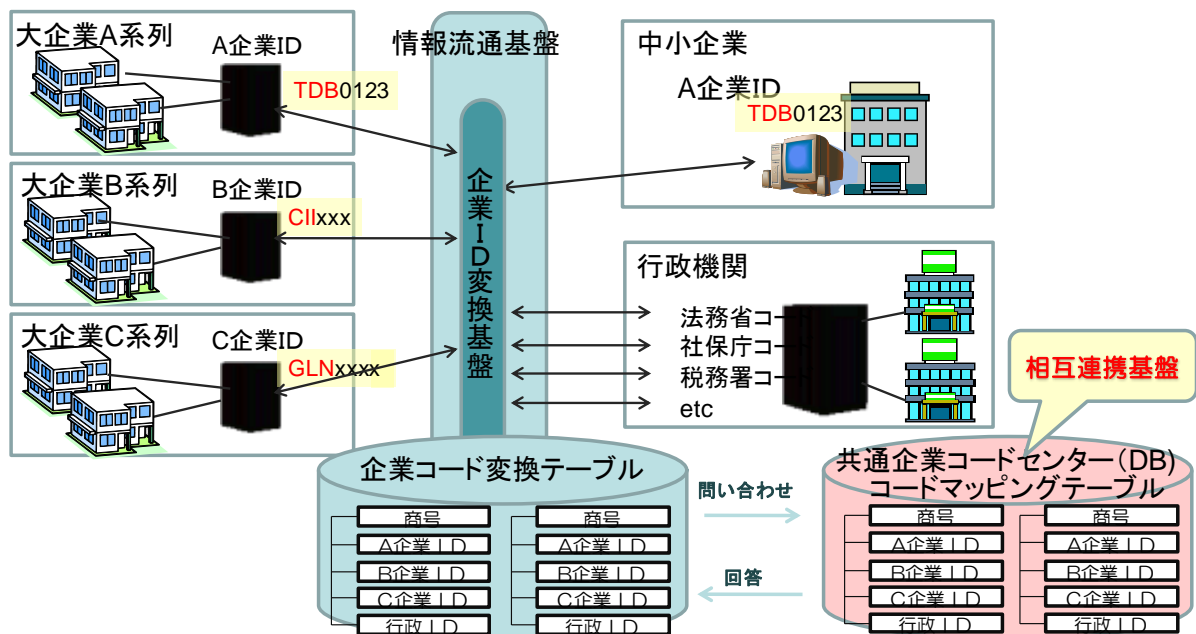 大企業A系列
A企業ID
TDB0123
大企業B系列
B企業ID
CIIxxx
大企業C系列
C企業ID
GLNxxxx
情報流通基盤
企業ID変換基盤
中小企業
A企業ID
TDB0123
行政機関
法務省コー
社保庁コー
税務署コー
etc
相互連携基盤
企業コード変換テーブル
商号
A企業ID
B企業ID
C企業ID
行政ID
商号
A企業ID
B企業ID
C企業ID
行政ID
問い合わせ
回答
共通企業コードセンター(DB)
コードマッピングテーブル
商号
A企業ID
B企業ID
C企業ID
行政ID
商号
A企業ID
B企業ID
C企業ID
行政ID